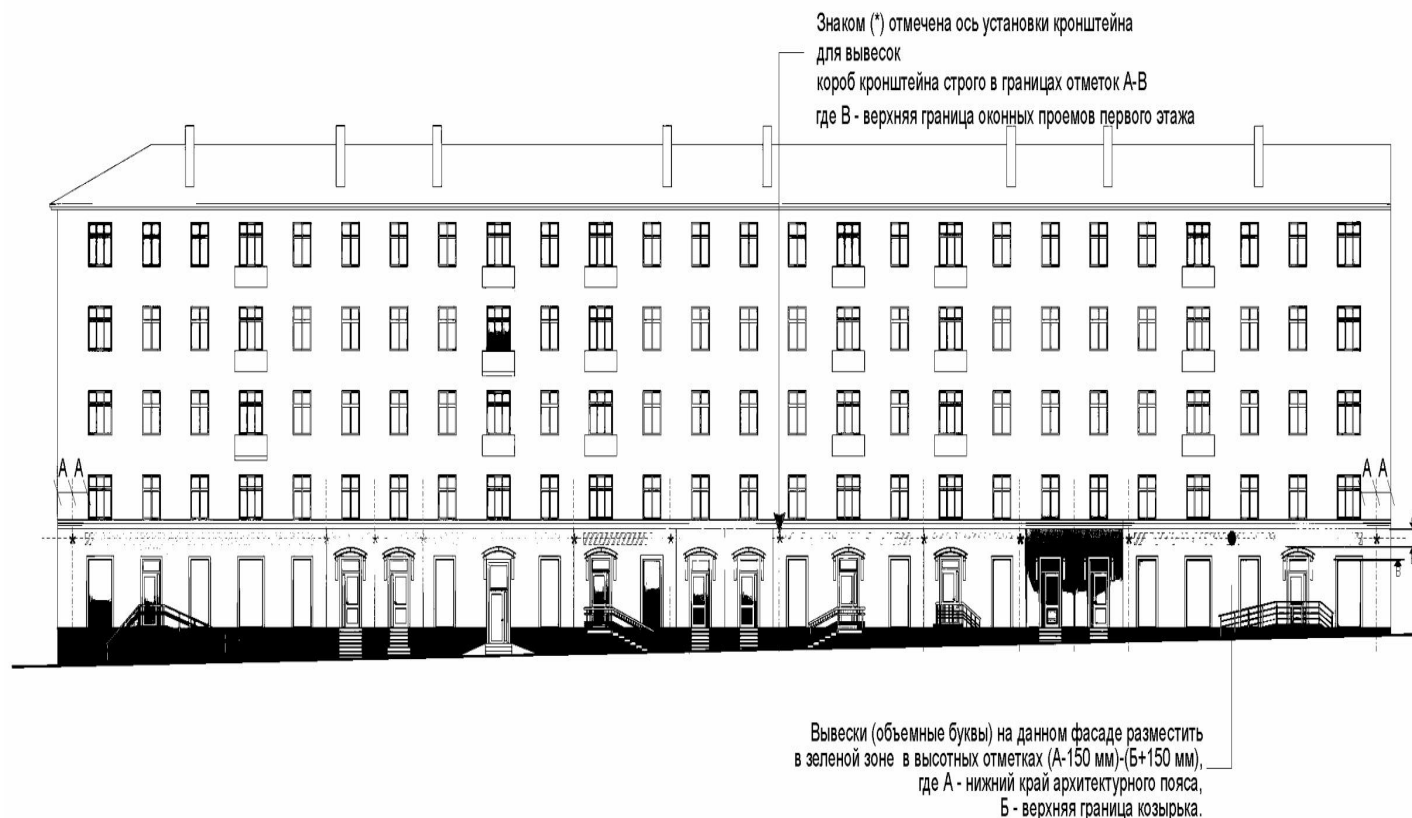 Знаком (*) отмечена ось установки кронштейна
для вывесок
короб кронштейна строго в границах отметок А-В
где В - верхняя граница оконных проемов первого этажа
А А
А А
Вывески (объемные буквы) на данном фасаде разместить
в зеленой зоне в высотных отметках (А-150 мм)-(Б+150 мм),
где А - нижний край архитектурного пояса,
Б - верхняя граница козырька.